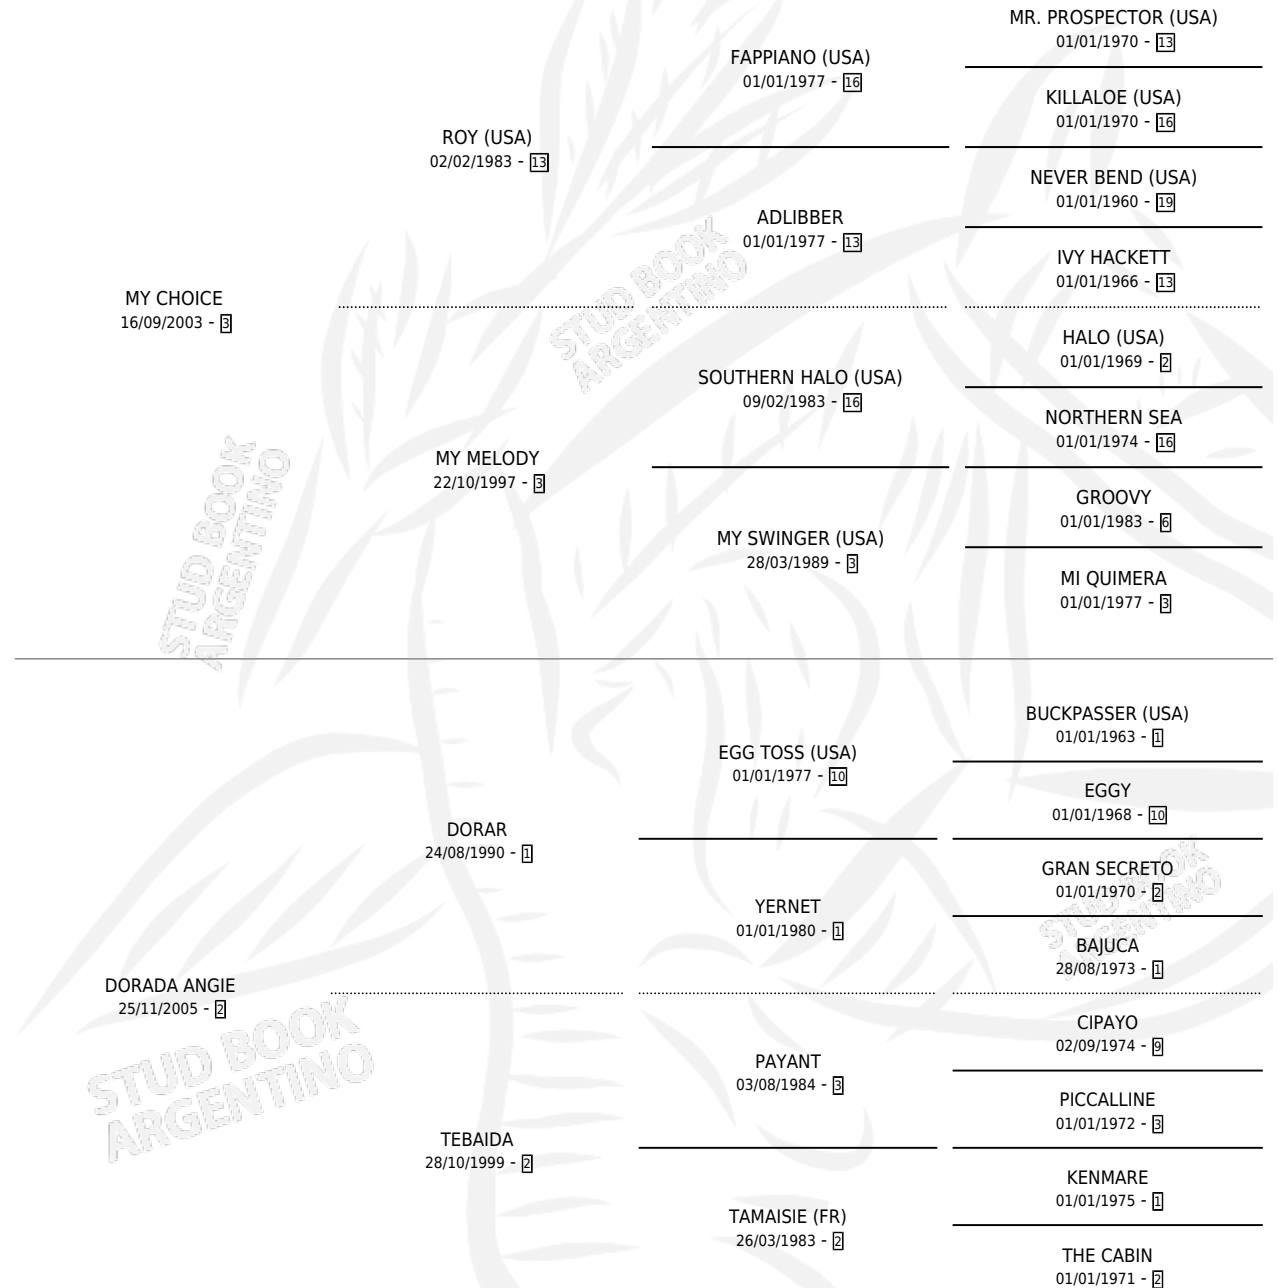 MR. PROSPECTOR (USA)
01/01/1970 - 13
FAPPIANO (USA)
01/01/1977 - 16
KILLALOE (USA)
01/01/1970 - 16
ROY (USA)
02/02/1983 - 13
NEVER BEND (USA)
01/01/1960 - 19
ADLIBBER
01/01/1977 - 13
IVY HACKETT
01/01/1966 - 13
MY CHOICE
16/09/2003 - 3
HALO (USA)
01/01/1969 - 2
SOUTHERN HALO (USA)
09/02/1983 - 16
NORTHERN SEA
01/01/1974 - 16
MY MELODY
22/10/1997 - 3
GROOVY
01/01/1983 - 6
MY SWINGER (USA)
28/03/1989 - 3
MI QUIMERA
01/01/1977 - 3
STUD BOOK
ARGENTINO
STUD BOOK
ARGENTINO
BUCKPASSER (USA)
01/01/1963 - 1
EGG TOSS (USA)
01/01/1977 - 10
EGGY
01/01/1968 - 10
DORAR
24/08/1990 - 1
GRAN SECRETO
01/01/1970 - 2
YERNET
01/01/1980 - 1
BAJUCA
28/08/1973 - 1
DORADA ANGIE
25/11/2005 - 2
CIPAYO
02/09/1974 - 9
PAYANT
03/08/1984 - 3
PICCALLINE
01/01/1972 - 3
TEBAIDA
28/10/1999 - 2
KENMARE
01/01/1975 - 1
TAMAISIE (FR)
26/03/1983 - 2
THE CABIN
01/01/1971 - 2
STUD BOOK
ARGENTINO
STUD BOOK
ARGENTINO